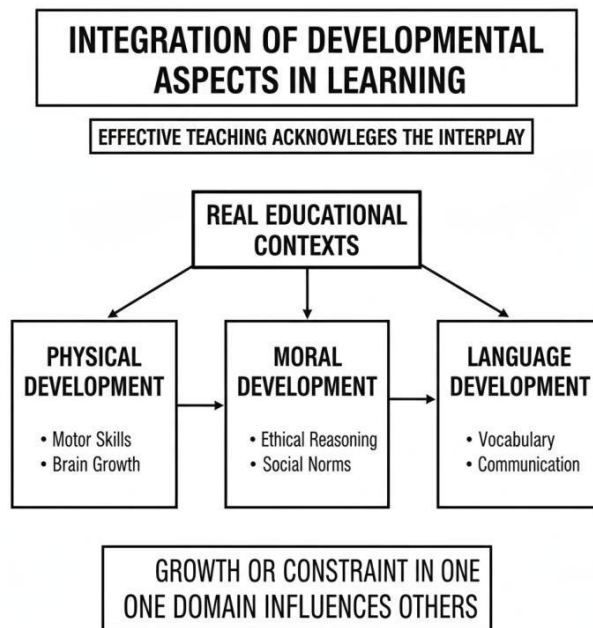 INTEGRATION OF DEVELOPMENTAL
ASPECTS IN LEARNING
EFFECTIVE TEACHING ACKNOWLEGES THE INTERPLAY
REAL EDUCATIONAL
CONTEXTS
PHYSICAL
DEVELOPMENT
• Motor Skills
• Brain Growth
MORAL
DEVELOPMENT
• Ethical Reasoning
• Social Norms
LANGUAGE
DEVELOPMENT
• Vocabulary
• Communication
GROWTH OR CONSTRAINT IN ONE
ONE DOMAIN INFLUENCES OTHERS